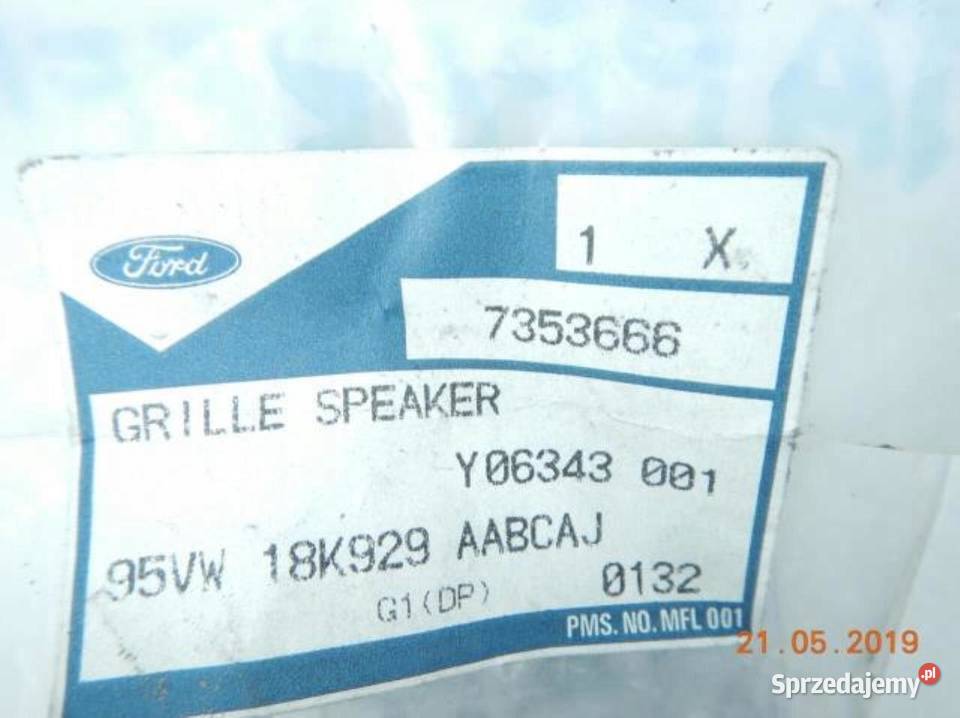 Ford
1 X
7353666
GRILLE SPEAKER
Y06343 001
95VW 18K929 AABCAJ
G1(DP) 0132
PMS. NO. MFL 001
21.05.2019
Sprzedajemy.pl